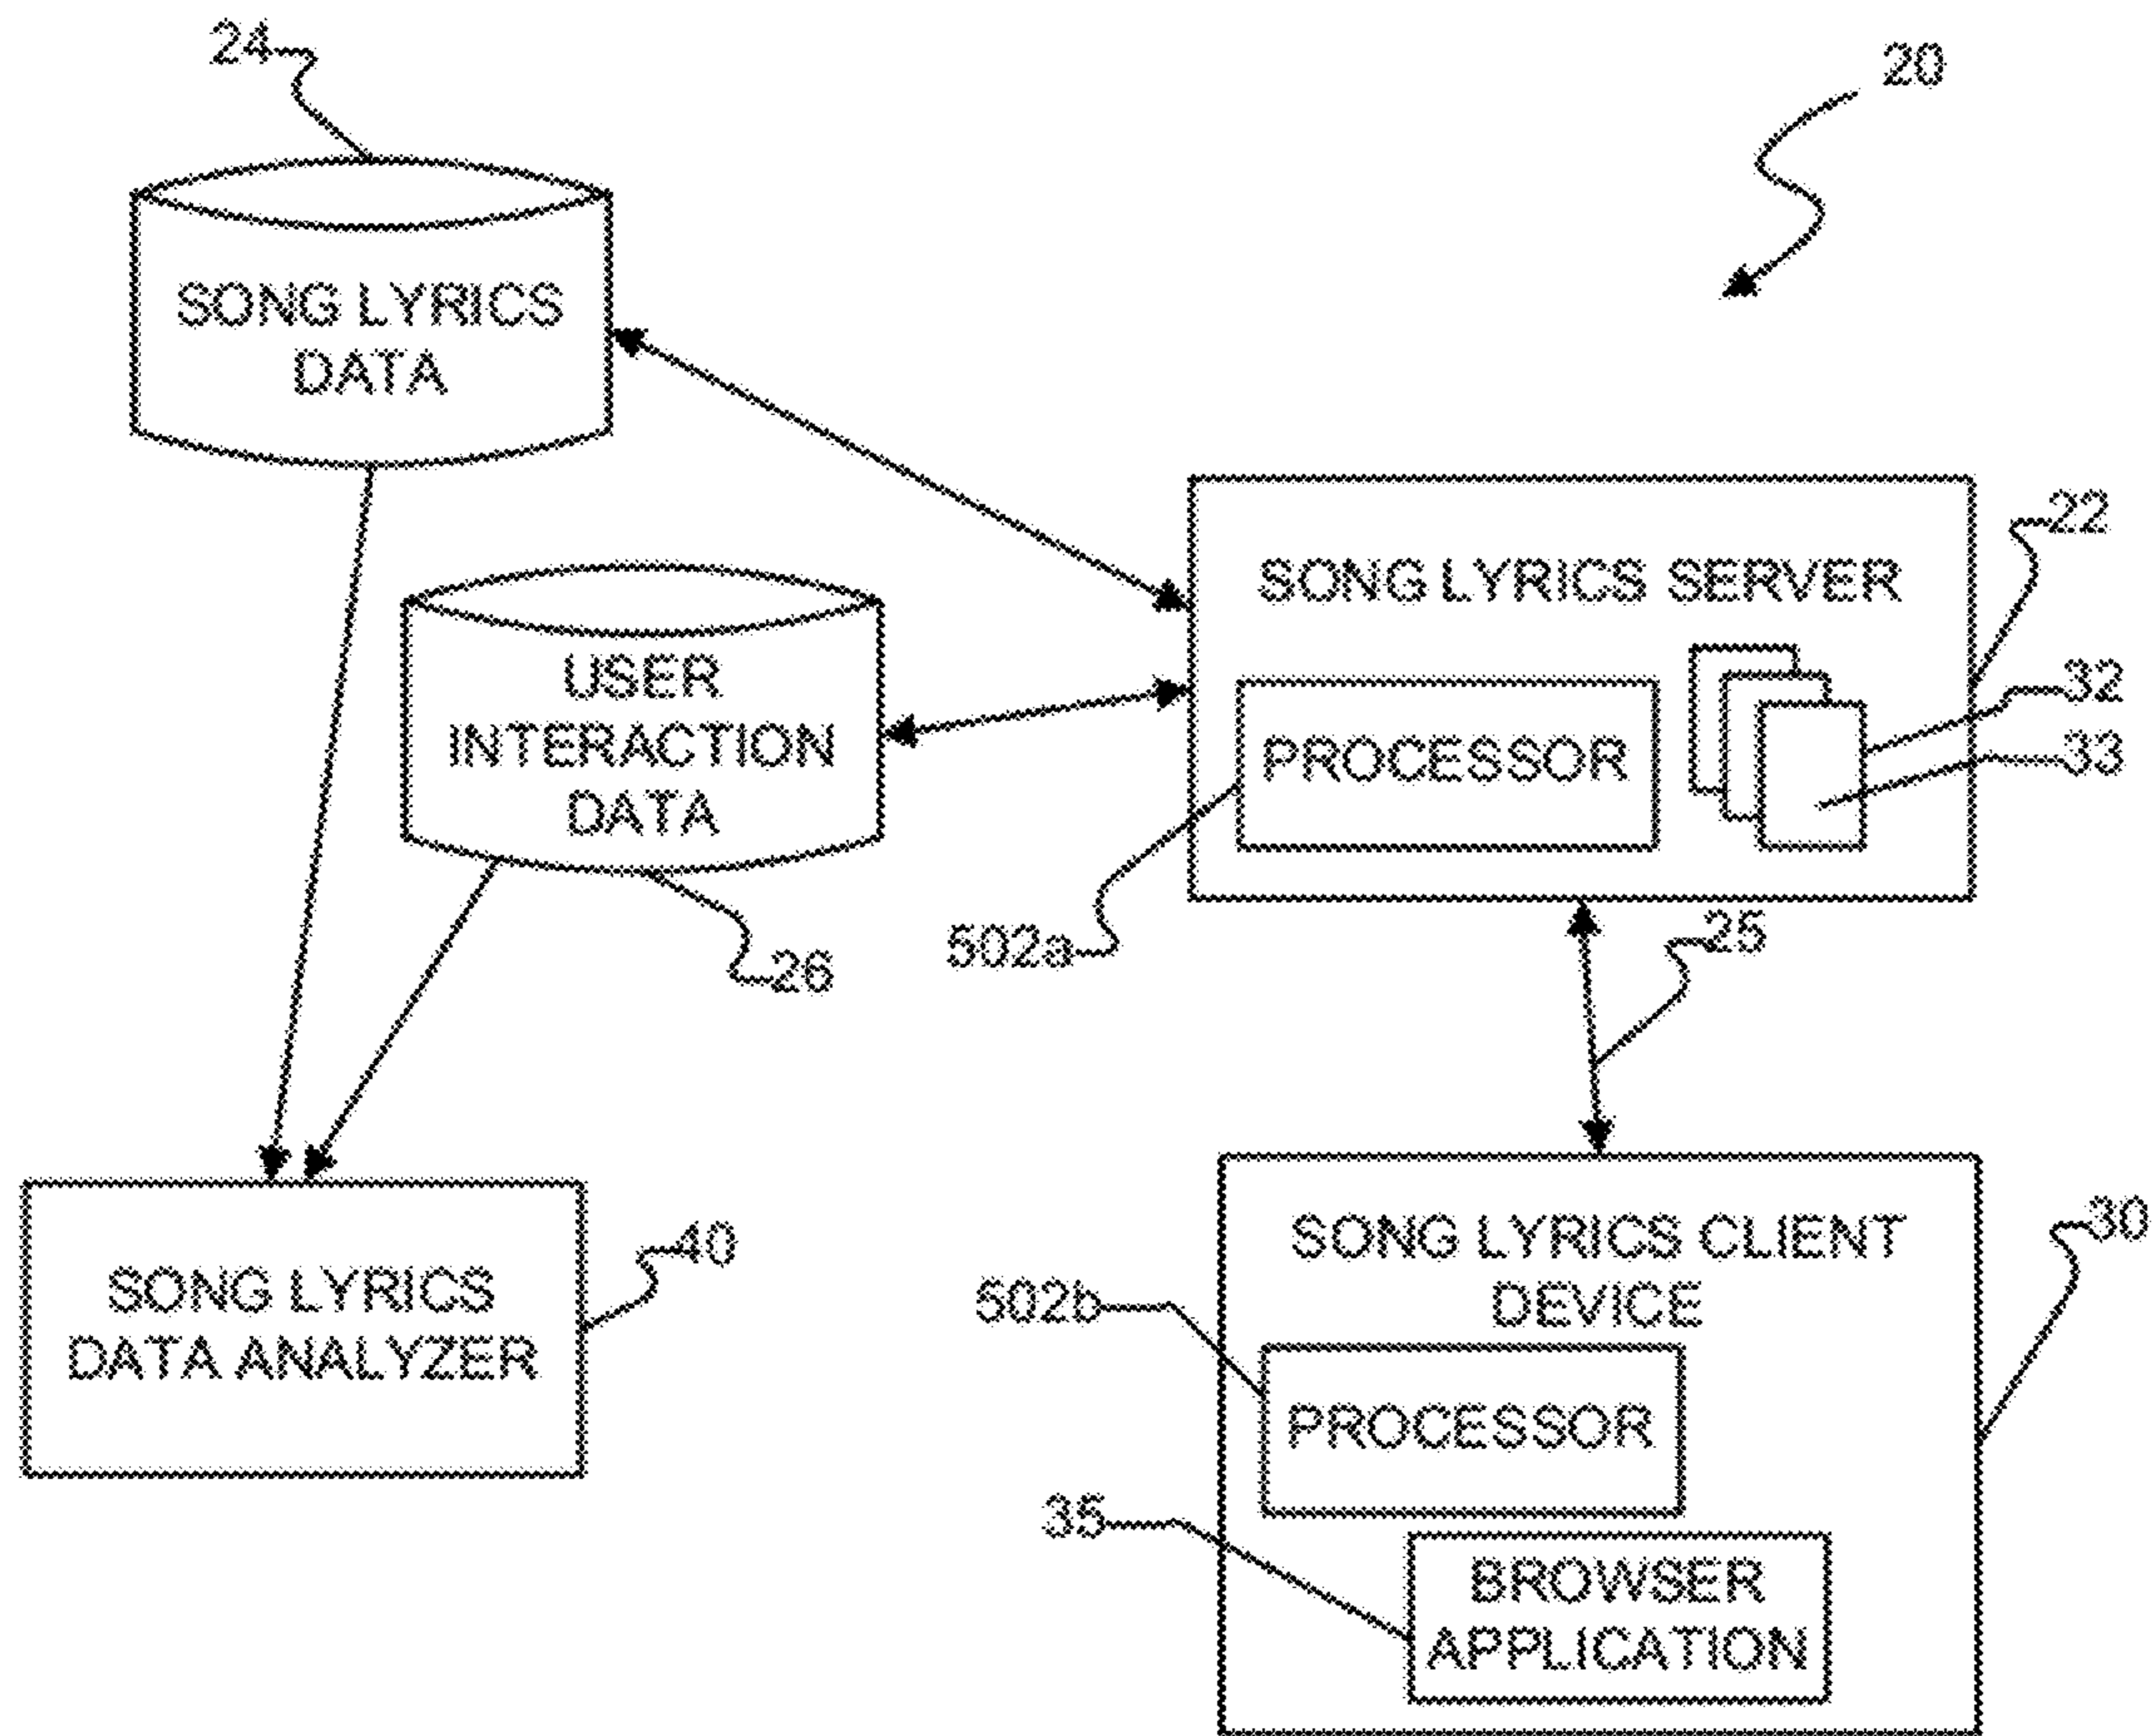 24
20
SONG LYRICS
DATA
22
SONG LYRICS SERVER
32
USER
INTERACTION
DATA
PROCESSOR
33
502a
25
26
30
SONG LYRICS CLIENT
DEVICE
40
SONG LYRICS
DATA ANALYZER
502b
PROCESSOR
35
BROWSER
APPLICATION